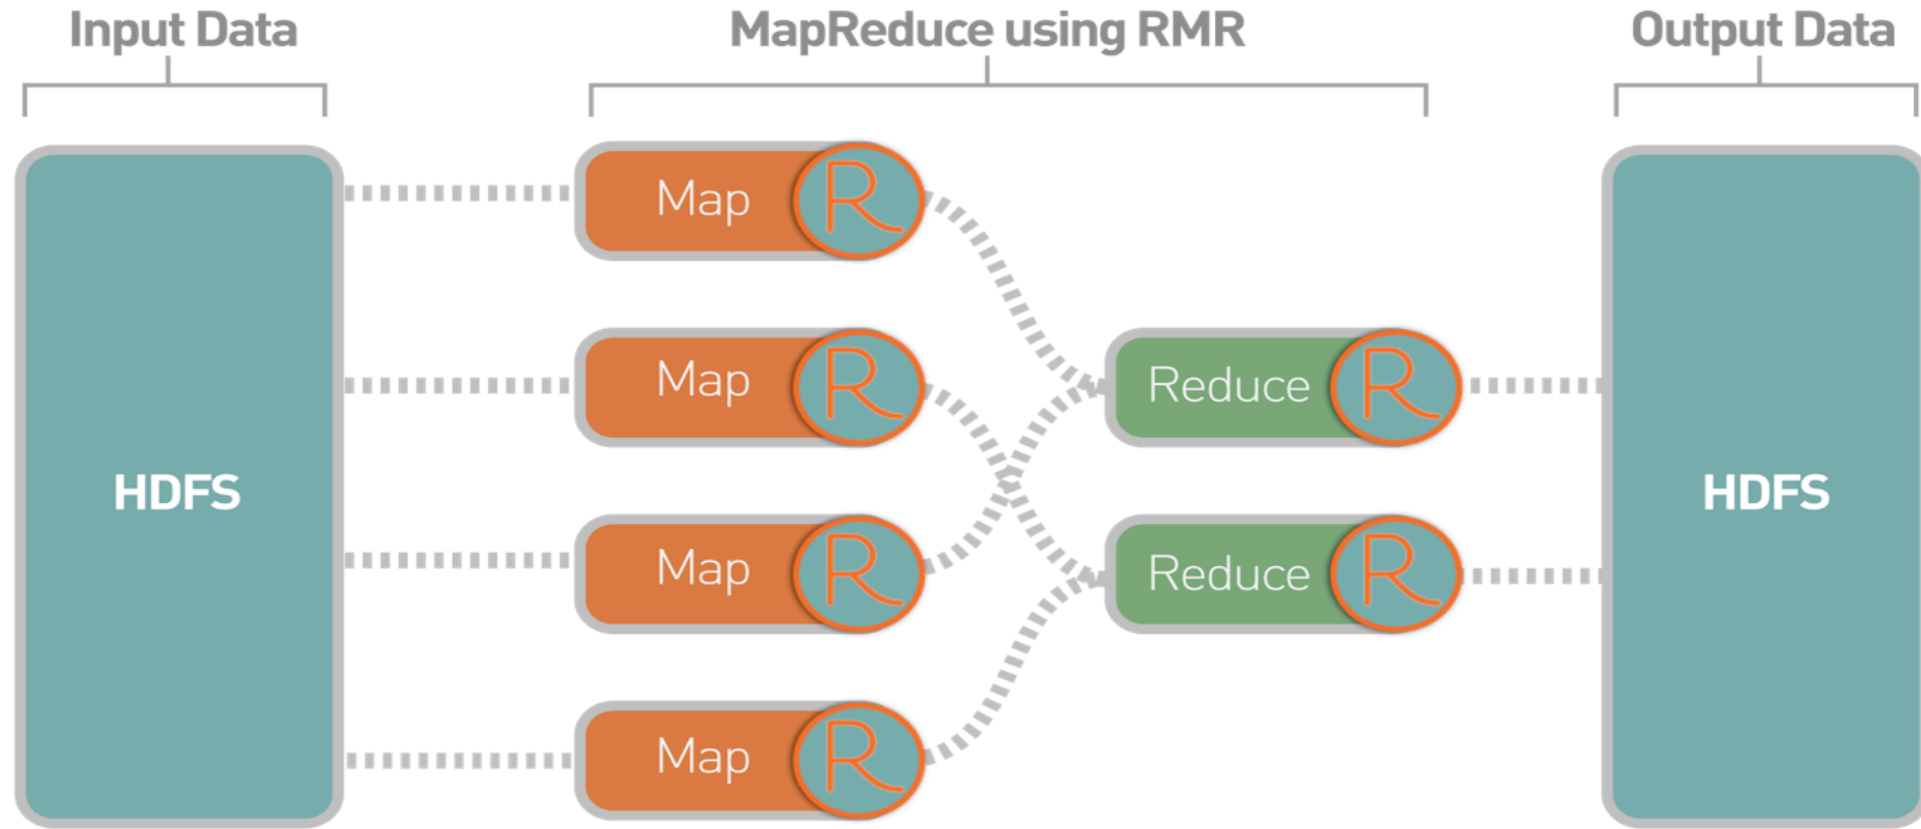 Input Data
MapReduce using RMR
Output Data
HDFS
Map R
Map R
Map R
Map R
Reduce R
Reduce R
HDFS